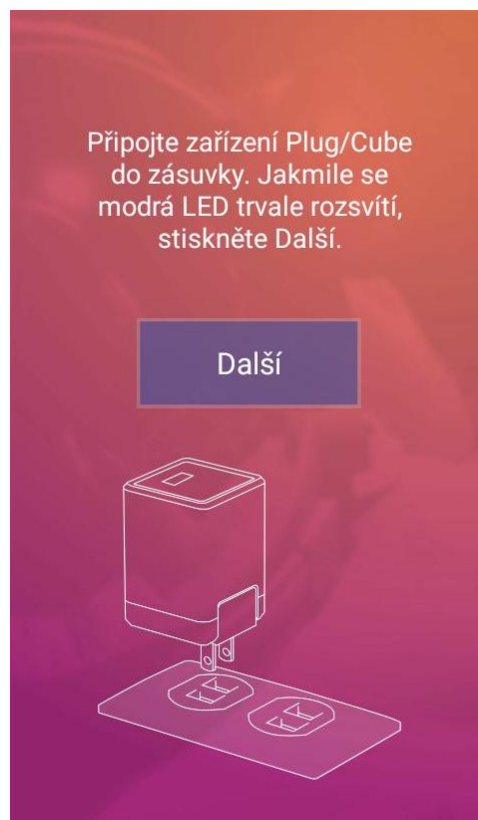 Připojte zařízení Plug/Cube
do zásuvky. Jakmile se
modrá LED trvale rozsvítí,
stiskněte Další.
Další